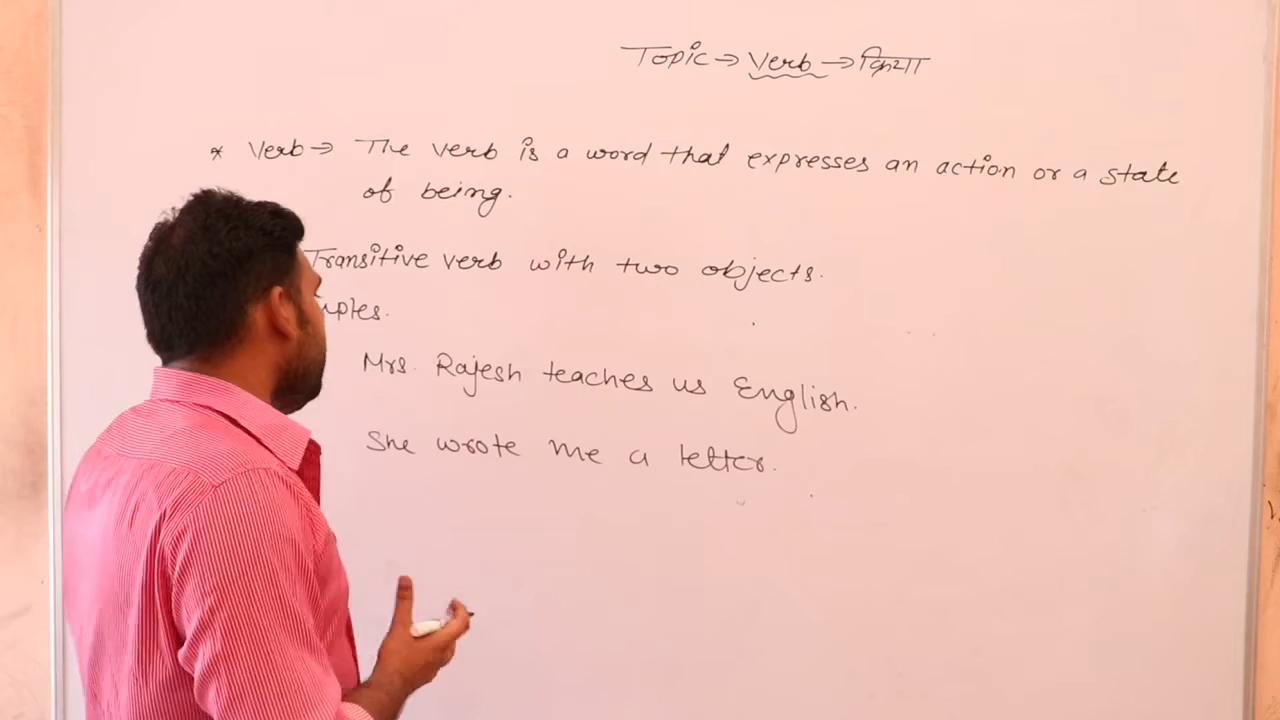 Topic → Verb → क्रिया
* Verb → The verb is a word that expresses an action or a state
of being.
Transitive verb with two objects.
Mrs. Rajesh teaches us English.
She wrote me a letter.